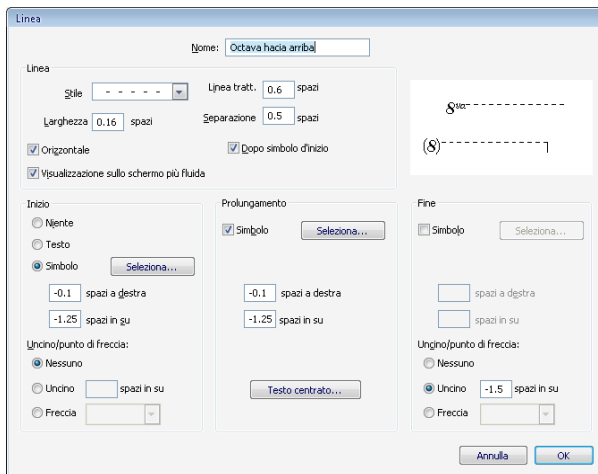 Linea
Nome: Octava hacia arriba
Linea
Stile
Linea tratt. 0.6 spazi
Larghezza 0.16 spazi
Separazione 0.5 spazi
Orizzontale
Dopo simbolo d'inizio
Visualizzazione sullo schermo più fluida
8va
(8)
Inizio
Niente
Testo
Simbolo Seleziona...
-0.1 spazi a destra
-1.25 spazi in su
Uncino/punto di freccia:
Nessuno
Uncino spazi in su
Freccia
Prolungamento
Simbolo Seleziona...
-0.1 spazi a destra
-1.25 spazi in su
Testo centrato...
Fine
Simbolo Seleziona...
spazi a destra
spazi in su
Uncino/punto di freccia:
Nessuno
Uncino -1.5 spazi in su
Freccia
Annulla OK